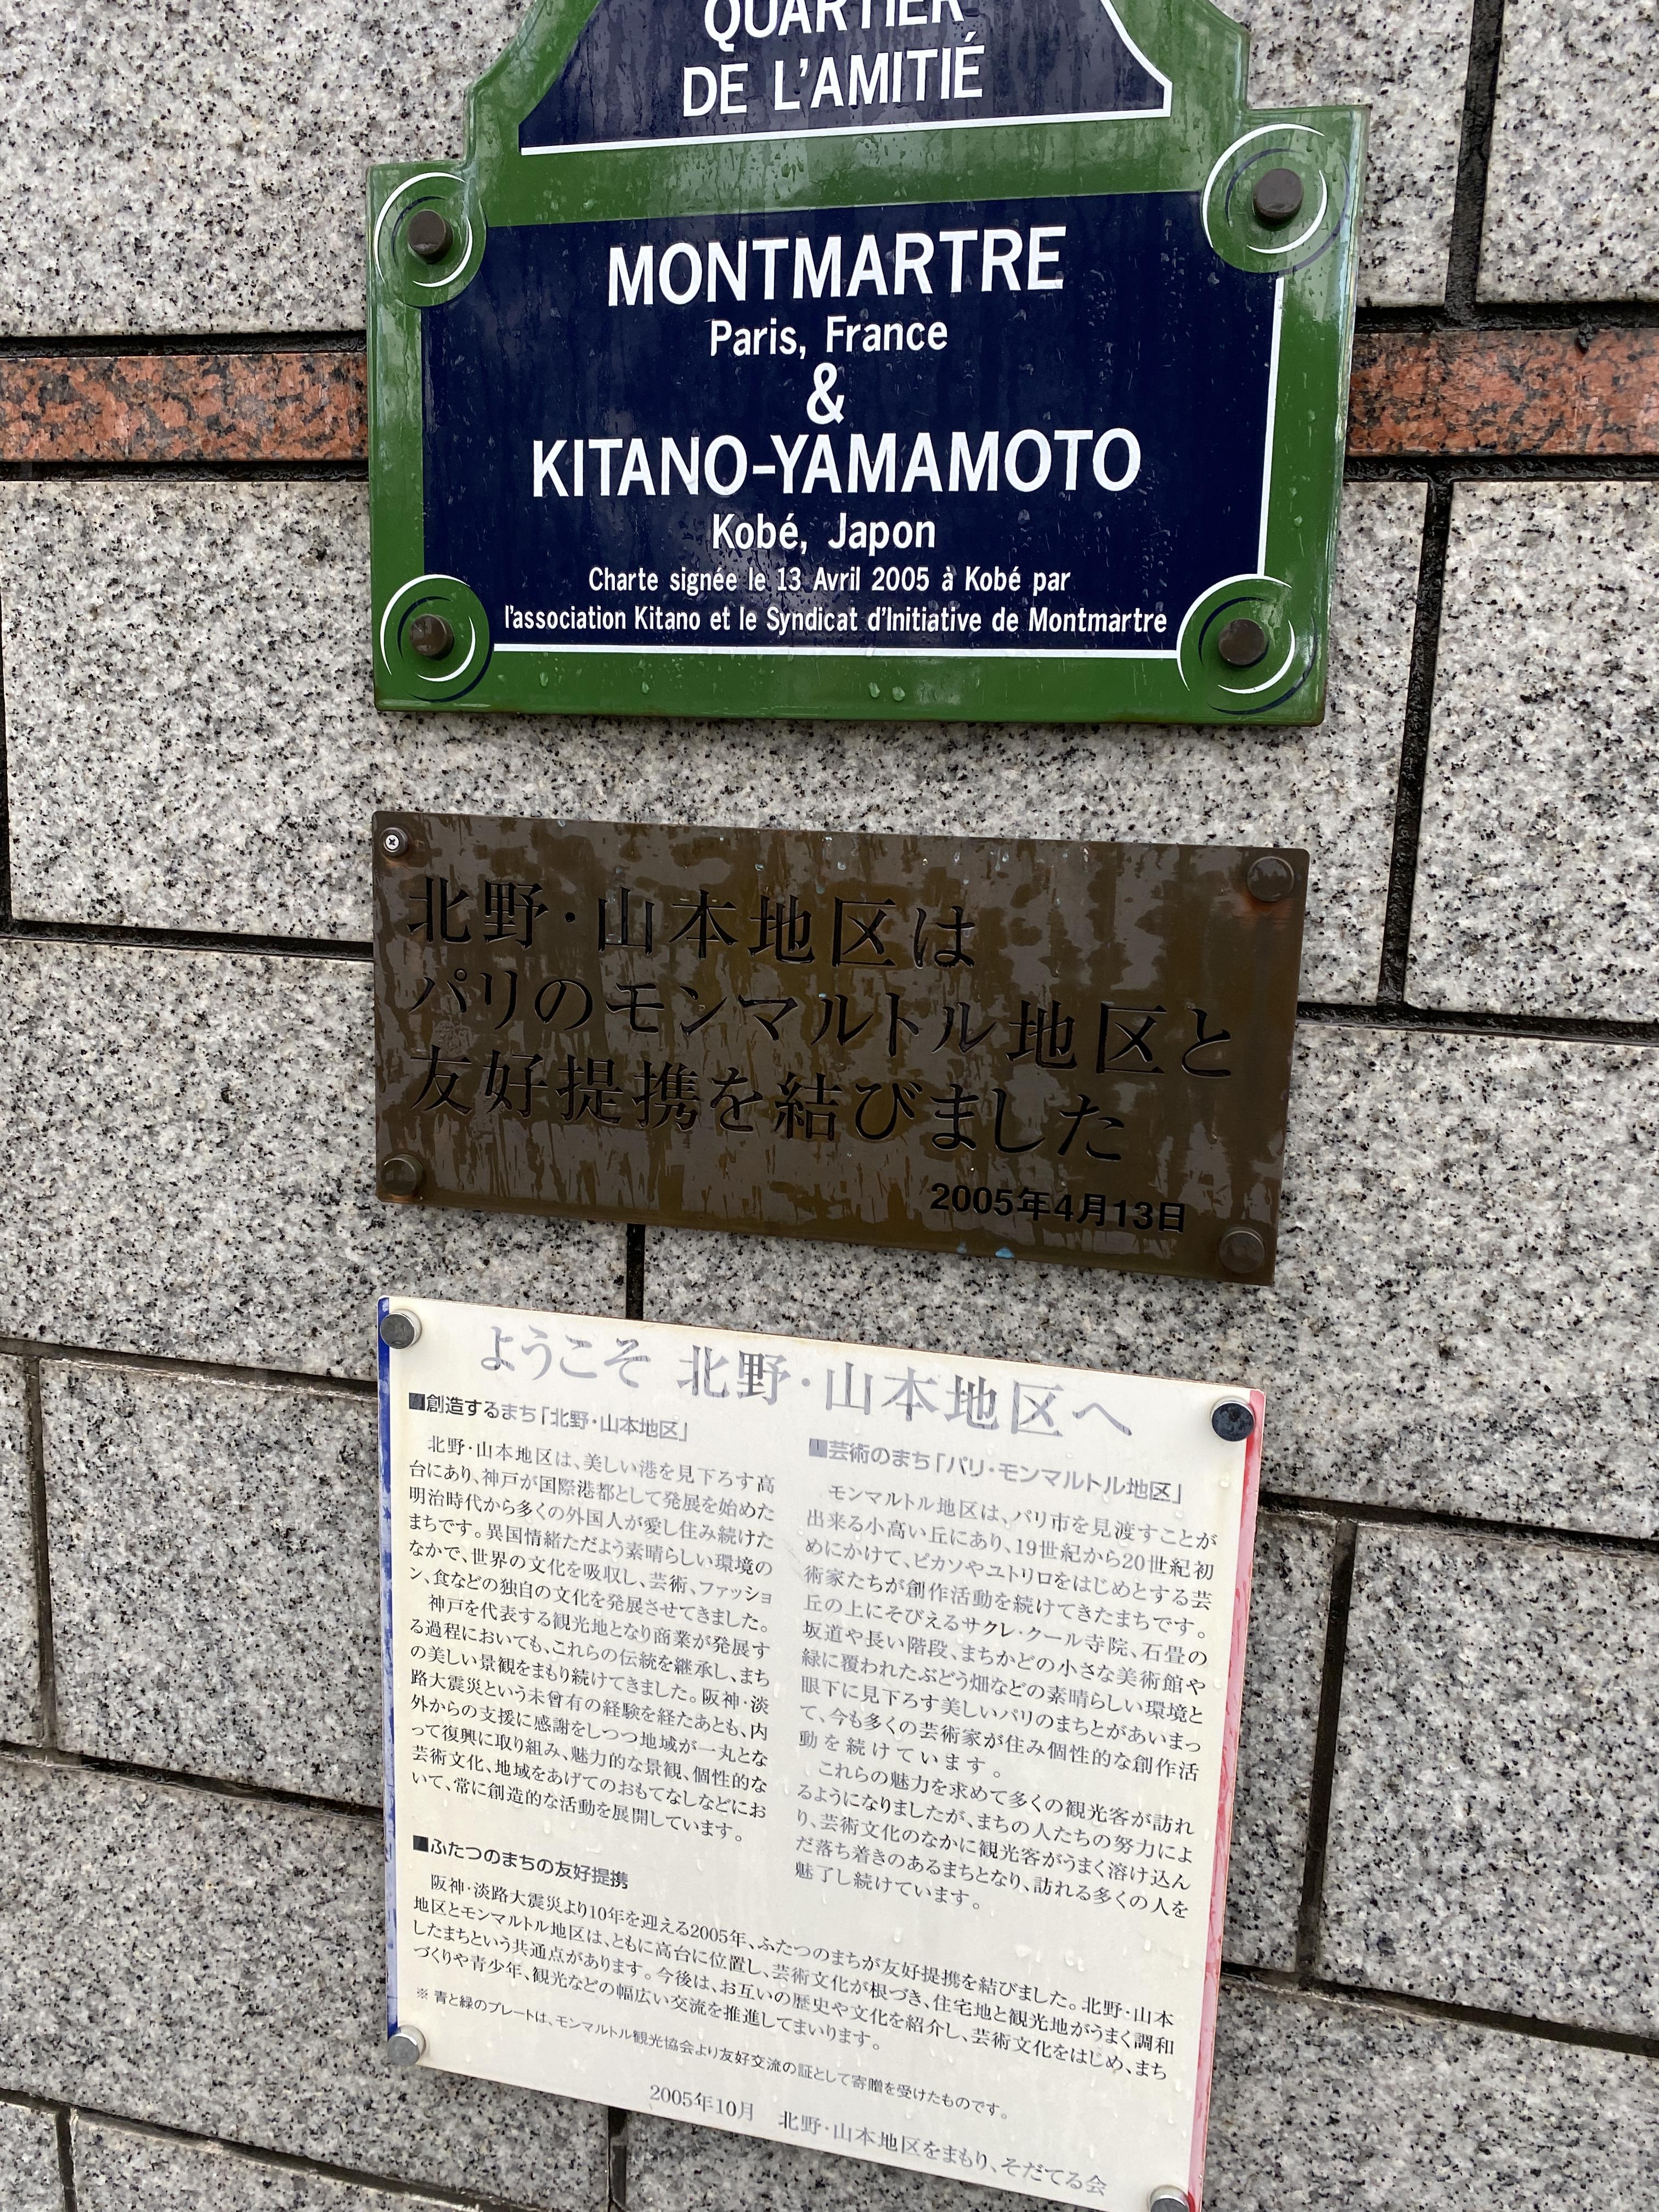 QUARTIER
DE L'AMITIÉ
MONTMARTRE
Paris, France
&
KITANO-YAMAMOTO
Kobé, Japon
Charte signée le 13 Avril 2005 à Kobé par
l'association Kitano et le Syndicat d'Initiative de Montmartre
北野・山本地区は
パリのモンマルトル地区と
友好提携を結びました
2005年4月13日
ようこそ 北野・山本地区へ
■創造するまち「北野・山本地区」
北野・山本地区は、美しい港を見下ろす高
台にあり、神戸が国際港都として発展を始めた
明治時代から多くの外国人が愛し住み続けた
まちです。異国情緒ただよう素晴らしい環境の
なかで、世界の文化を吸収し、芸術、ファッショ
ン、食などの独自の文化を発展させてきました。
神戸を代表する観光地となり商業が発展す
る過程においても、これらの伝統を継承し、まち
の美しい景観をまもり続けてきました。阪神・淡
路大震災という未曾有の経験を経たあとも、内
外からの支援に感謝をしつつ地域が一丸とな
って復興に取り組み、魅力的な景観、個性的な
芸術文化、地域をあげてのおもてなしなどにお
いて、常に創造的な活動を展開しています。
■芸術のまち「パリ・モンマルトル地区」
モンマルトル地区は、パリ市を見渡すことが
出来る小高い丘にあり、19世紀から20世紀初
めにかけて、ピカソやユトリロをはじめとする芸
術家たちが創作活動を続けてきたまちです。
丘の上にそびえるサクレ・クール寺院、石畳の
坂道や長い階段、まちかどの小さな美術館や
緑に覆われたぶどう畑などの素晴らしい環境と
眼下に見下ろす美しいパリのまちとがあいまっ
て、今も多くの芸術家が住み個性的な創作活
動を続けています。
これらの魅力を求めて多くの観光客が訪れ
るようになりましたが、まちの人たちの努力によ
り、芸術文化のなかに観光客がうまく溶け込ん
だ落ち着きのあるまちとなり、訪れる多くの人を
魅了し続けています。
■ふたつのまちの友好提携
阪神・淡路大震災より10年を迎える2005年、ふたつのまちが友好提携を結びました。北野・山本
地区とモンマルトル地区は、ともに高台に位置し、芸術文化が根づき、住宅地と観光地がうまく調和
したまちという共通点があります。今後は、お互いの歴史や文化を紹介し、芸術文化をはじめ、まち
づくりや青少年、観光などの幅広い交流を推進してまいります。
※ 青と緑のプレートは、モンマルトル観光協会より友好交流の証として寄贈を受けたものです。
2005年10月　北野・山本地区をまもり、そだてる会